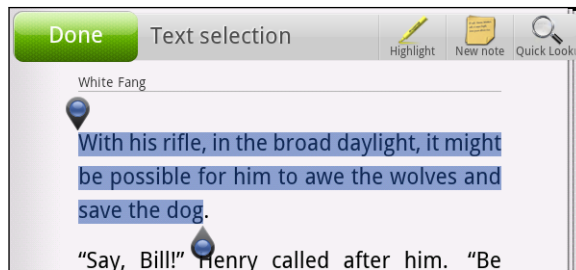 Done
Text selection
Highlight
New note
Quick Look
White Fang
With his rifle, in the broad daylight, it might
be possible for him to awe the wolves and
save the dog.
“Say, Bill!” Henry called after him. “Be